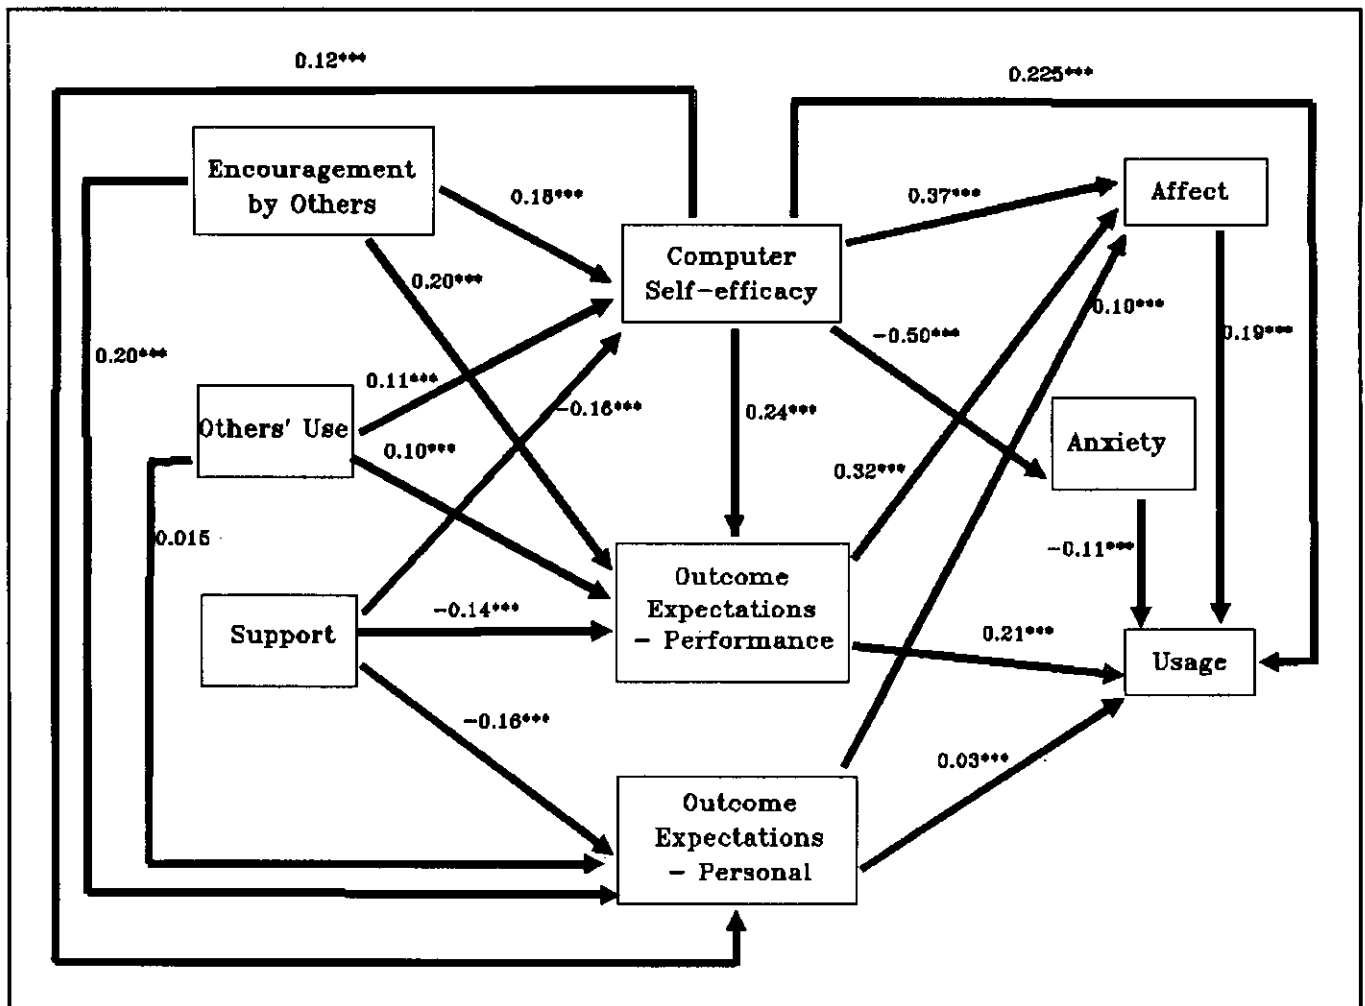 0.12***
0.225***
Encouragement
by Others
0.18***
0.37***
Affect
Computer
Self-efficacy
0.20***
0.10***
0.20***
-0.50***
0.19***
0.11***
-0.16***
0.24***
Others' Use
Anxiety
0.10***
0.32***
0.015
-0.11***
Outcome
Expectations
- Performance
-0.14***
Support
0.21***
Usage
-0.16***
0.03***
Outcome
Expectations
- Personal